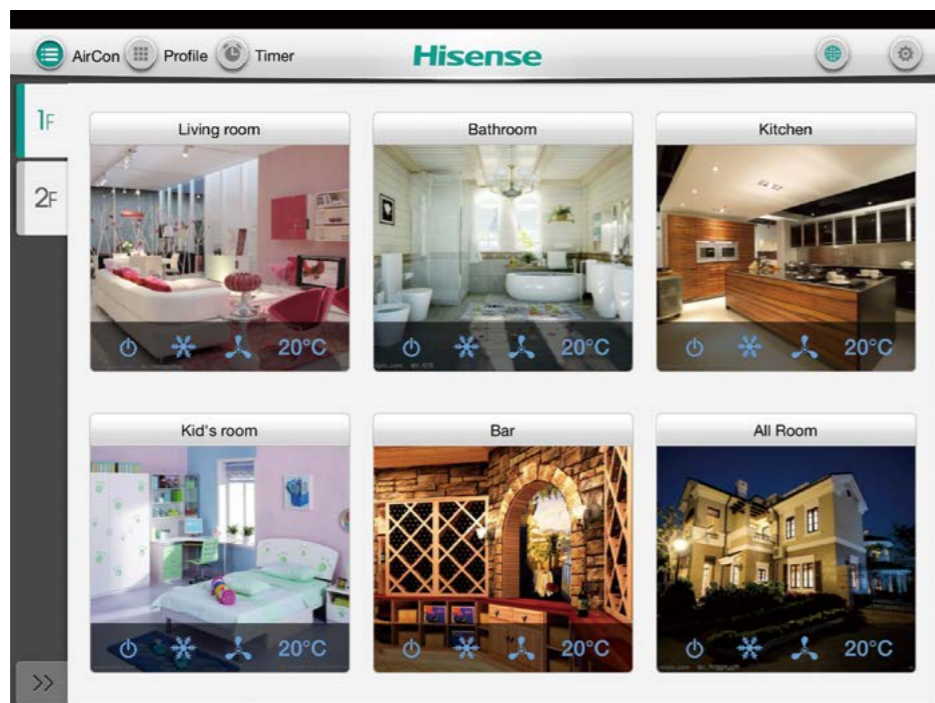 AirCon Profile Timer Hisense
1F
2F
Living room
Bathroom
Kitchen
20°C
20°C
20°C
Kid's room
Bar
All Room
20°C
20°C
20°C
>>